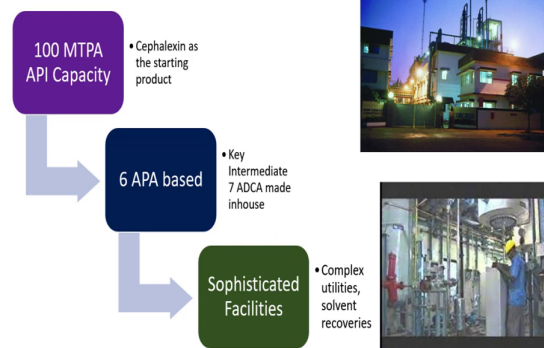 100 MTPA
API Capacity
• Cephalexin as
the starting
product
6 APA based
• Key
Intermediate
7 ADCA made
inhouse
Sophisticated
Facilities
• Complex
utilities,
solvent
recoveries